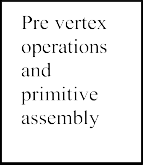 Pre vertex
operations
and
primitive
assembly